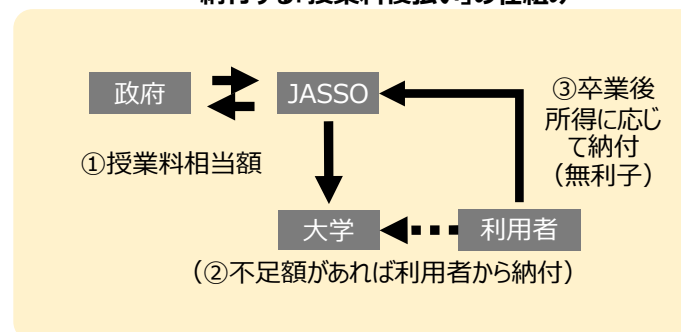 納付する「授業料後払い」の仕組み
政府
JASSO
①授業料相当額
③卒業後
所得に応じ
て納付
（無利子）
大学
利用者
（②不足額があれば利用者から納付）